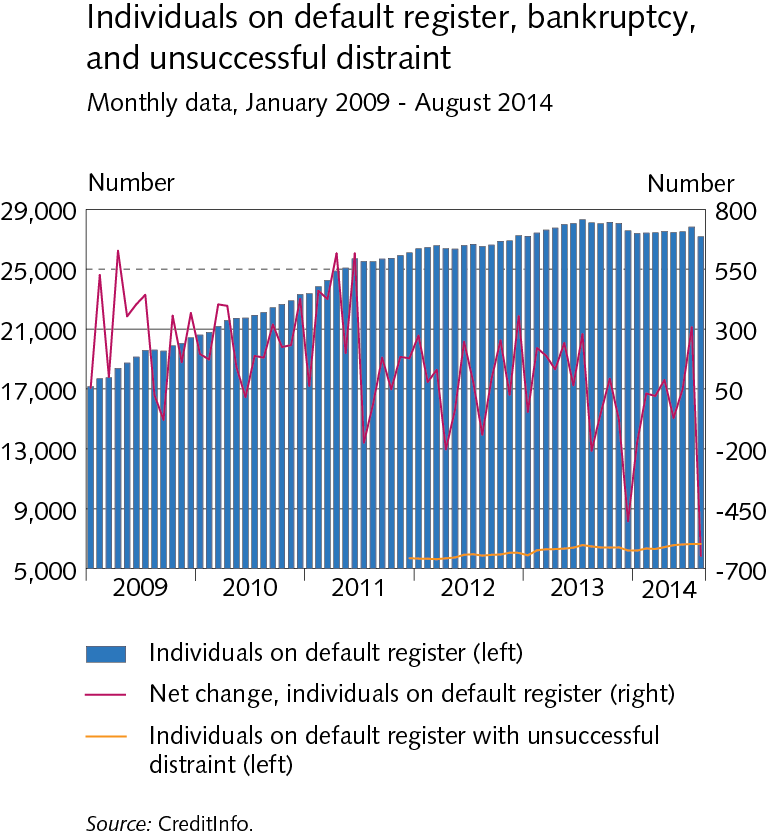 Individuals on default register, bankruptcy,
and unsuccessful distraint
Monthly data, January 2009 - August 2014
Number
Number
29,000
800
25,000
550
21,000
300
17,000
50
13,000
-200
9,000
-450
5,000
-700
2009 2010 2011 2012 2013 2014
Individuals on default register (left)
Net change, individuals on default register (right)
Individuals on default register with unsuccessful
distraint (left)
Source: CreditInfo.